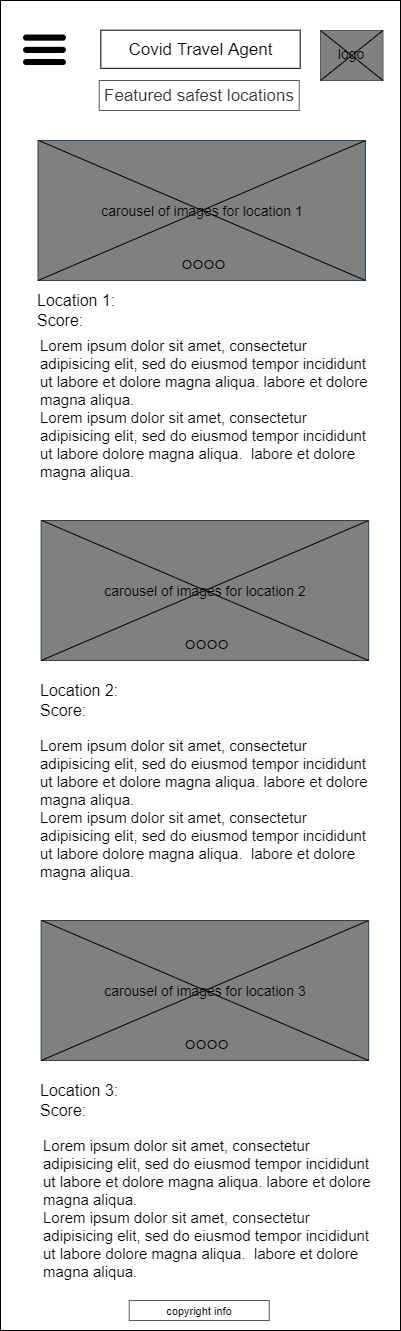 Covid Travel Agent
logo
Featured safest locations
carousel of images for location 1
Location 1:
Score:
Lorem ipsum dolor sit amet, consectetur
adipisicing elit, sed do eiusmod tempor incididunt
ut labore et dolore magna aliqua. labore et dolore
magna aliqua.
Lorem ipsum dolor sit amet, consectetur
adipisicing elit, sed do eiusmod tempor incididunt
ut labore dolore magna aliqua.  labore et dolore
magna aliqua.
carousel of images for location 2
Location 2:
Score:
Lorem ipsum dolor sit amet, consectetur
adipisicing elit, sed do eiusmod tempor incididunt
ut labore et dolore magna aliqua. labore et dolore
magna aliqua.
Lorem ipsum dolor sit amet, consectetur
adipisicing elit, sed do eiusmod tempor incididunt
ut labore dolore magna aliqua.  labore et dolore
magna aliqua.
carousel of images for location 3
Location 3:
Score:
Lorem ipsum dolor sit amet, consectetur
adipisicing elit, sed do eiusmod tempor incididunt
ut labore et dolore magna aliqua. labore et dolore
magna aliqua.
Lorem ipsum dolor sit amet, consectetur
adipisicing elit, sed do eiusmod tempor incididunt
ut labore dolore magna aliqua.  labore et dolore
magna aliqua.
copyright info